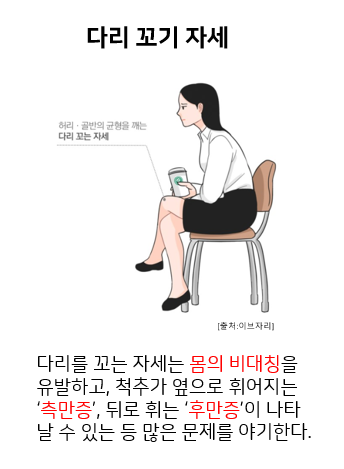 다리 꼬기 자세
허리 · 골반의 균형을 깨는
다리 꼬는 자세
[출처:이브자리]
다리를 꼬는 자세는 몸의 비대칭을
유발하고, 척추가 옆으로 휘어지는
‘측만증’, 뒤로 휘는 ‘후만증’이 나타
날 수 있는 등 많은 문제를 야기한다.